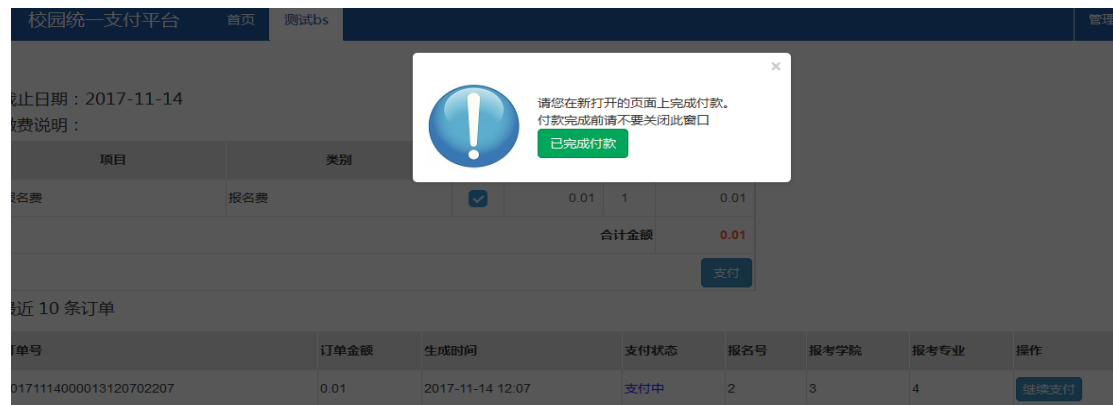 校园统一支付平台 首页 测试bs 管理
×
请您在新打开的页面上完成付款。
付款完成前请不要关闭此窗口
已完成付款
止日期：2017-11-14
费说明：
项目 类别
名费 报名费 0.01 1 0.01
合计金额 0.01
支付
近 10 条订单
单号 订单金额 生成时间 支付状态 报名号 报考学院 报考专业 操作
0171114000013120702207 0.01 2017-11-14 12:07 支付中 2 3 4 继续支付